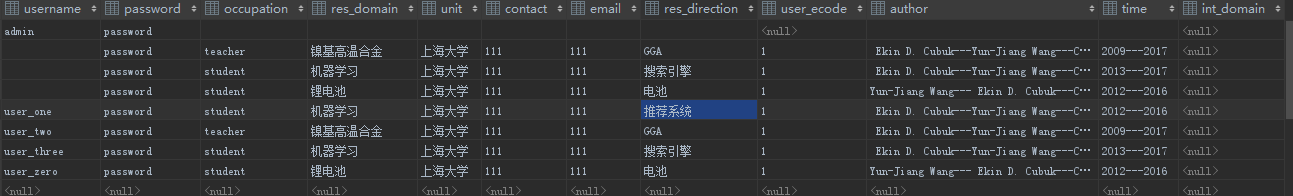 username password occupation res_domain unit contact email res_direction user_ecode author time int_domain
admin password <null> <null>
password teacher 镍基高温合金 上海大学 111 111 GGA 1 Ekin D. Cubuk---Yun-Jiang Wang---C… 2009---2017 <null>
password student 机器学习 上海大学 111 111 搜索引擎 1 Ekin D. Cubuk---Yun-Jiang Wang---C… 2013---2017 <null>
password student 锂电池 上海大学 111 111 电池 1 Yun-Jiang Wang--- Ekin D. Cubuk---C… 2012---2016 <null>
user_one password student 机器学习 上海大学 111 111 推荐系统 1 Ekin D. Cubuk---Yun-Jiang Wang---C… 2012---2016 <null>
user_two password teacher 镍基高温合金 上海大学 111 111 GGA 1 Ekin D. Cubuk---Yun-Jiang Wang---C… 2009---2017 <null>
user_three password student 机器学习 上海大学 111 111 搜索引擎 1 Ekin D. Cubuk---Yun-Jiang Wang---C… 2013---2017 <null>
user_zero password student 锂电池 上海大学 111 111 电池 1 Yun-Jiang Wang--- Ekin D. Cubuk---C… 2012---2016 <null>
<null> <null> <null> <null> <null> <null> <null> <null> <null> <null> <null> <null>